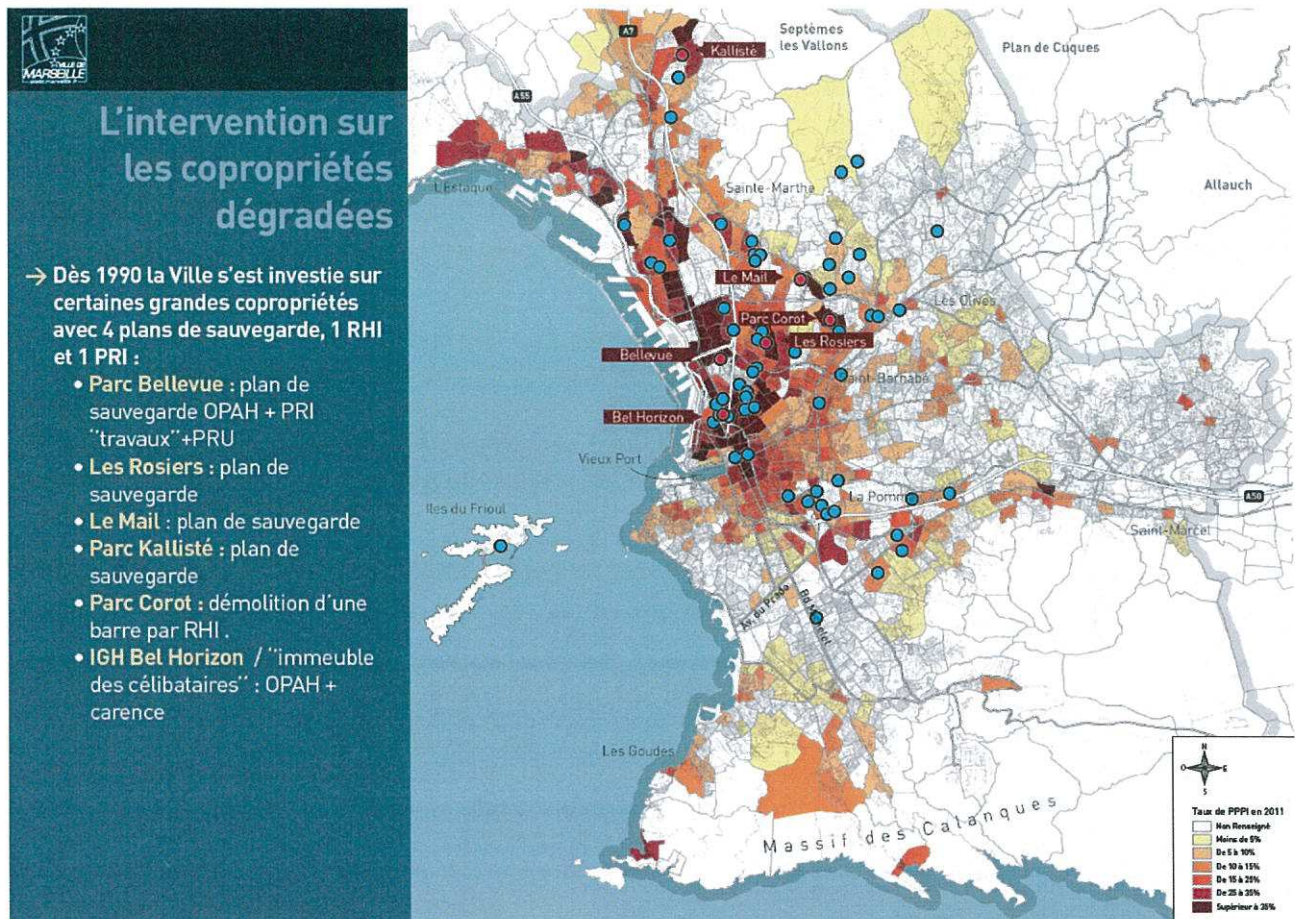 VILLE DE
MARSEILLE
L'intervention sur
les copropriétés
dégradées
→ Dès 1990 la Ville s'est investie sur
certaines grandes copropriétés
avec 4 plans de sauvegarde, 1 RHI
et 1 PRI :
• Parc Bellevue : plan de
sauvegarde OPAH + PRI
"travaux"+PRU
• Les Rosiers : plan de
sauvegarde
• Le Mail : plan de sauvegarde
• Parc Kallisté : plan de
sauvegarde
• Parc Corot : démolition d'une
barre par RHI .
• IGH Bel Horizon / "immeuble
des célibataires" : OPAH +
carence
A7
Kallisté
Septèmes
les Vallons
Plan de Cuques
A55
L'Estaque
Sainte-Marthe
Allauch
Le Mail
Les Olives
Parc Corot
Les Rosiers
Bellevue
Saint-Barnabé
Bel Horizon
Vieux Port
La Pomme
A50
Iles du Frioul
Saint-Marcel
Av. du Prado
Bd Michelet
Les Goudes
Massif des Calanques
N
O
E
S
Taux de PPPI en 2011
Non Renseigné
Moins de 5%
De 5 à 10%
De 10 à 15%
De 15 à 25%
De 25 à 35%
Supérieur à 35%